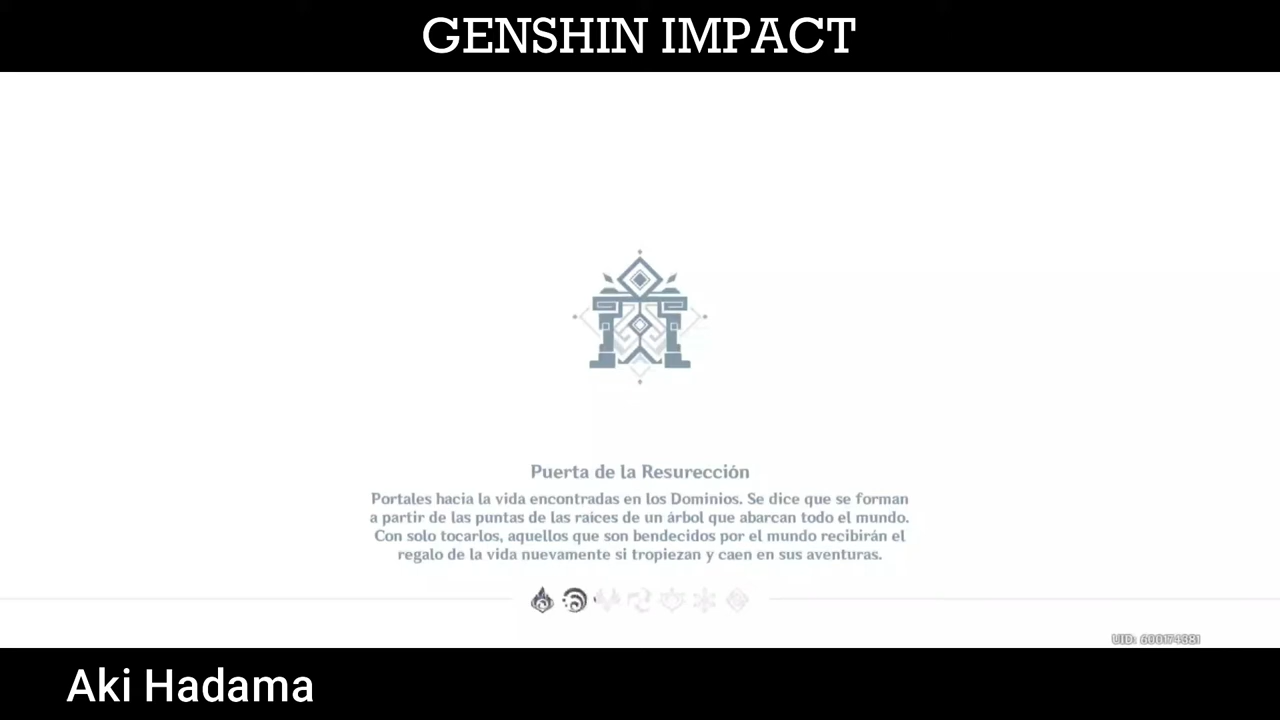 GENSHIN IMPACT
Puerta de la Resurección
Portales hacia la vida encontradas en los Dominios. Se dice que se forman
a partir de las puntas de las raíces de un árbol que abarcan todo el mundo.
Con solo tocarlos, aquellos que son bendecidos por el mundo recibirán el
regalo de la vida nuevamente si tropiezan y caen en sus aventuras.
UID: 600174381
Aki Hadama